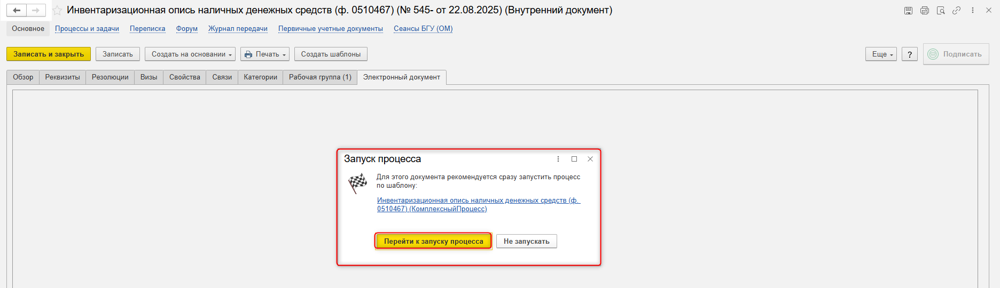 Инвентаризационная опись наличных денежных средств (ф. 0510467) (№ 545- от 22.08.2025) (Внутренний документ)
Основное Процессы и задачи Переписка Форум Журнал передачи Первичные учетные документы Сеансы БГУ (ОМ)
Записать и закрыть Записать Создать на основании Печать Создать шаблоны Еще ? Подписать
Обзор Реквизиты Резолюции Визы Свойства Связи Категории Рабочая группа (1) Электронный документ
Запуск процесса
Для этого документа рекомендуется сразу запустить процесс
по шаблону:
Инвентаризационная опись наличных денежных средств (ф.
0510467) (КомплексныйПроцесс)
Перейти к запуску процесса Не запускать